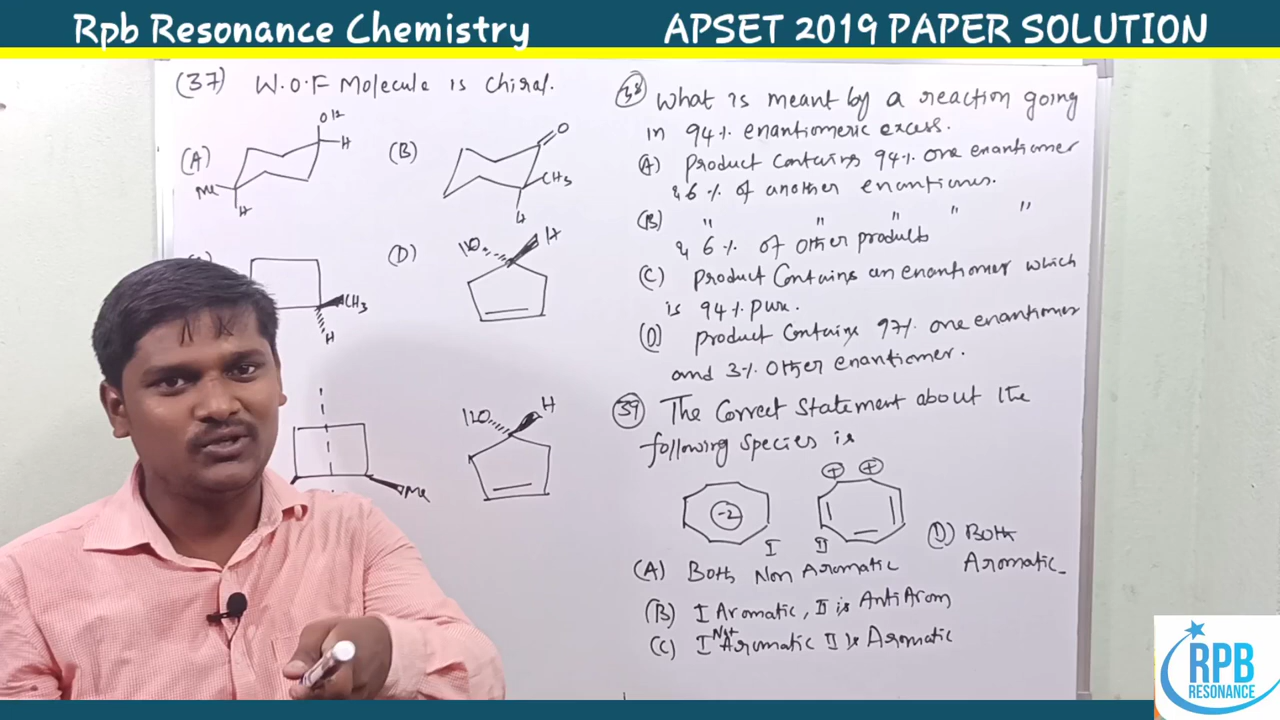 Rpb Resonance Chemistry
APSET 2019 PAPER SOLUTION
(37) W.O.F Molecule is Chiral.
(A)
OH
H
Me
H
(B)
O
CH3
H
CH3
H
(D)
HO
H
Me
HO
H
(38) What is meant by a reaction going
in 94% enantiomeric excess.
(A) Product Contains 94% one enantiomer
& 6% of another enantiomer.
(B) " " " " "
& 6% of other products
(C) Product Contains an enantiomer which
is 94% pure.
(D) Product Contains 97% one enantiomer
and 3% Other enantiomer.
(39) The Correct Statement about the
following species is
-2
I
+ +
II
(A) Both Non Aromatic
(B) I Aromatic, II is Anti Arom
(C) I Not Aromatic II is Aromatic
(D) Both
Aromatic
RPB
RESONANCE